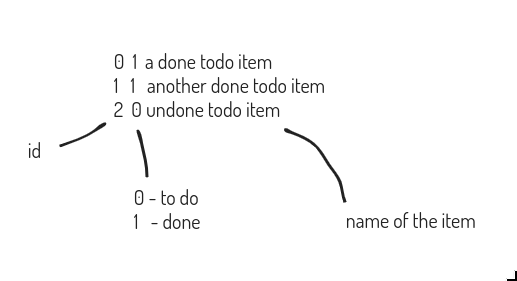 0 1 a done todo item
1 1 another done todo item
2 0 undone todo item
id
0 - to do
1 - done
name of the item